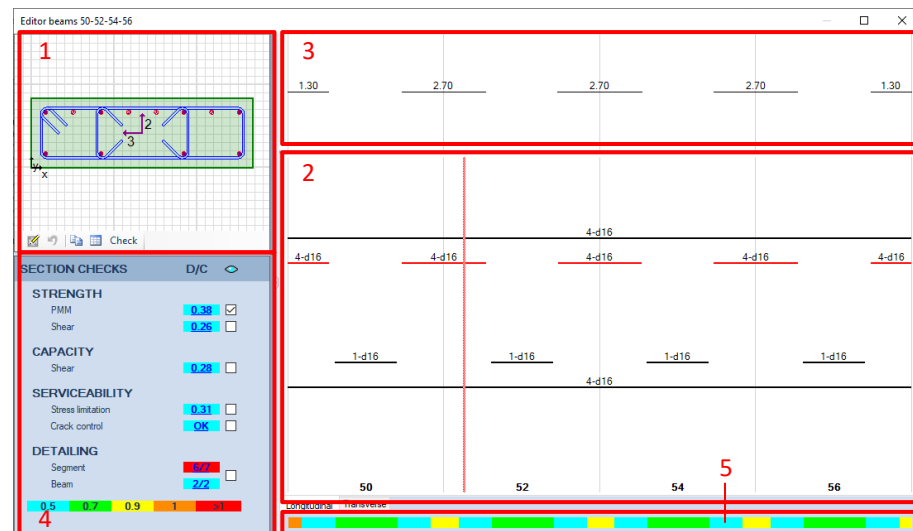 Editor beams 50-52-54-56
1
2
3
y
x
Check
SECTION CHECKS D/C
STRENGTH
PMM 0.38
Shear 0.26
CAPACITY
Shear 0.28
SERVICEABILITY
Stress limitation 0.31
Crack control OK
DETAILING
Segment 6/7
Beam 2/2
0.5 0.7 0.9 1 >1
4
3
1.30 2.70 2.70 2.70 1.30
2
4-d16
4-d16 4-d16 4-d16 4-d16 4-d16
1-d16 1-d16 1-d16 1-d16
4-d16
5
50 52 54 56
Longitudinal Transverse